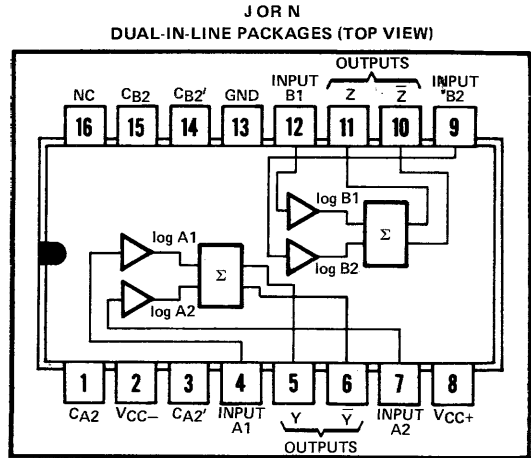 J OR N
DUAL-IN-LINE PACKAGES (TOP VIEW)
OUTPUTS
NC CB2 CB2' GND INPUT B1 Z Z̅ INPUT B2
16 15 14 13 12 11 10 9
log B1
Σ
log B2
log A1
Σ
log A2
1 2 3 4 5 6 7 8
CA2 VCC− CA2' INPUT A1 Y Y̅ INPUT A2 VCC+
OUTPUTS